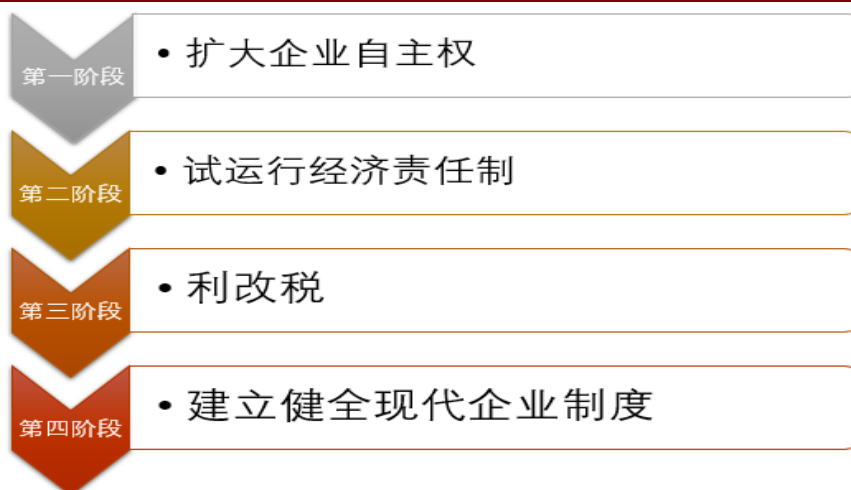 第一阶段
• 扩大企业自主权
第二阶段
• 试运行经济责任制
第三阶段
• 利改税
第四阶段
• 建立健全现代企业制度